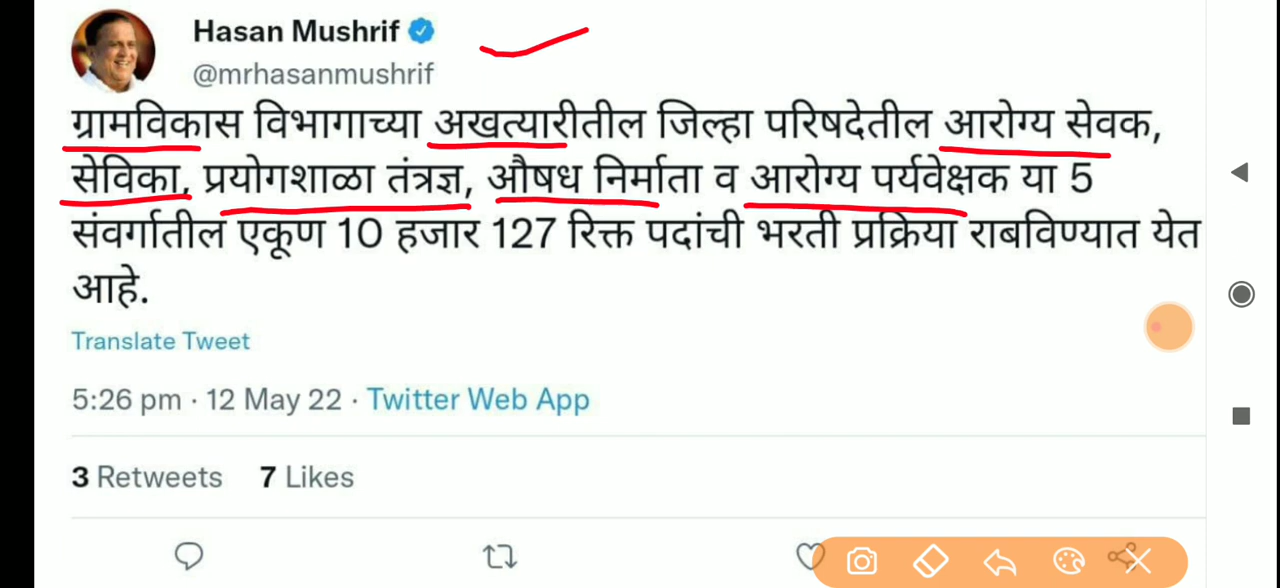 Hasan Mushrif
@mrhasanmushrif
ग्रामविकास विभागाच्या अखत्यारीतील जिल्हा परिषदेतील आरोग्य सेवक,
सेविका, प्रयोगशाळा तंत्रज्ञ, औषध निर्माता व आरोग्य पर्यवेक्षक या 5
संवर्गातील एकूण 10 हजार 127 रिक्त पदांची भरती प्रक्रिया राबविण्यात येत
आहे.
Translate Tweet
5:26 pm · 12 May 22 · Twitter Web App
3 Retweets 7 Likes